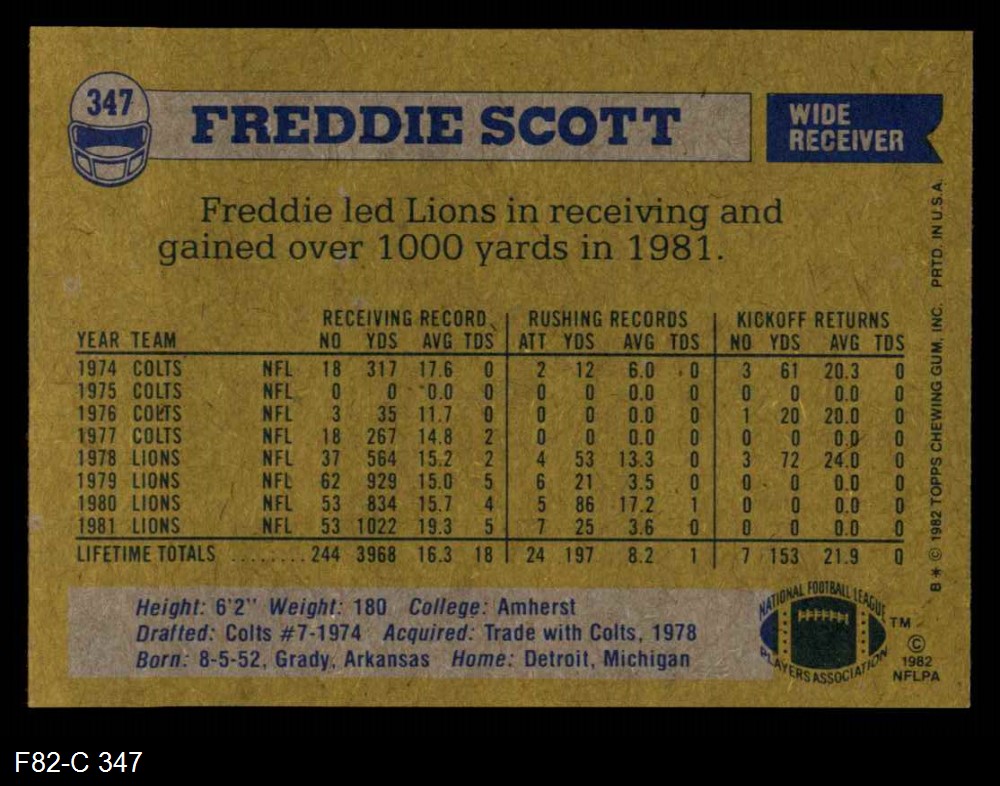 347
FREDDIE SCOTT
WIDE
RECEIVER
Freddie led Lions in receiving and
gained over 1000 yards in 1981.
RECEIVING RECORD RUSHING RECORDS KICKOFF RETURNS
YEAR TEAM NO YDS AVG TDS ATT YDS AVG TDS NO YDS AVG TDS
1974 COLTS NFL 18 317 17.6 0 2 12 6.0 0 3 61 20.3 0
1975 COLTS NFL 0 0 0.0 0 0 0 0.0 0 0 0 0.0 0
1976 COLTS NFL 3 35 11.7 0 0 0 0.0 0 1 20 20.0 0
1977 COLTS NFL 18 267 14.8 2 0 0 0.0 0 0 0 0.0 0
1978 LIONS NFL 37 564 15.2 2 4 53 13.3 0 3 72 24.0 0
1979 LIONS NFL 62 929 15.0 5 6 21 3.5 0 0 0 0.0 0
1980 LIONS NFL 53 834 15.7 4 5 86 17.2 1 0 0 0.0 0
1981 LIONS NFL 53 1022 19.3 5 7 25 3.6 0 0 0 0.0 0
LIFETIME TOTALS ........ 244 3968 16.3 18 24 197 8.2 1 7 153 21.9 0
Height: 6'2" Weight: 180 College: Amherst
Drafted: Colts #7-1974 Acquired: Trade with Colts, 1978
Born: 8-5-52, Grady, Arkansas Home: Detroit, Michigan
NATIONAL FOOTBALL LEAGUE
PLAYERS ASSOCIATION
TM
©
1982
NFLPA
B * © 1982 TOPPS CHEWING GUM, INC. PRTD. IN U.S.A.
F82-C 347